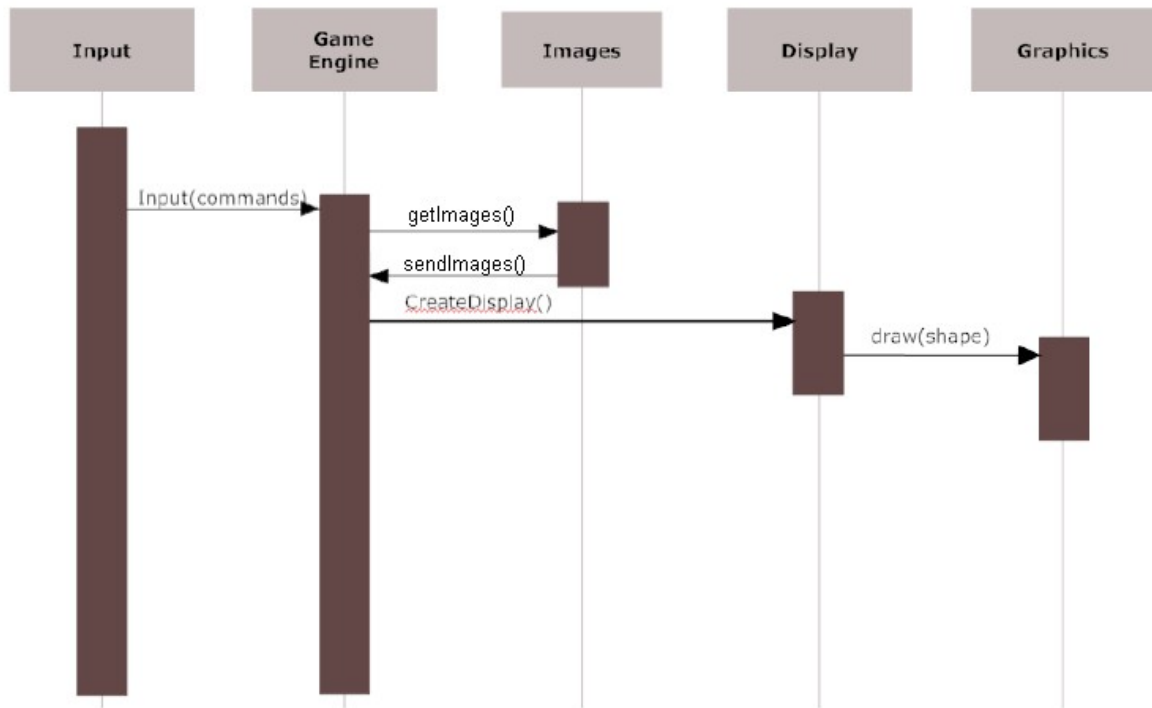 Input
Game
Engine
Images
Display
Graphics
Input(commands)
getImages()
sendImages()
CreateDisplay()
draw(shape)